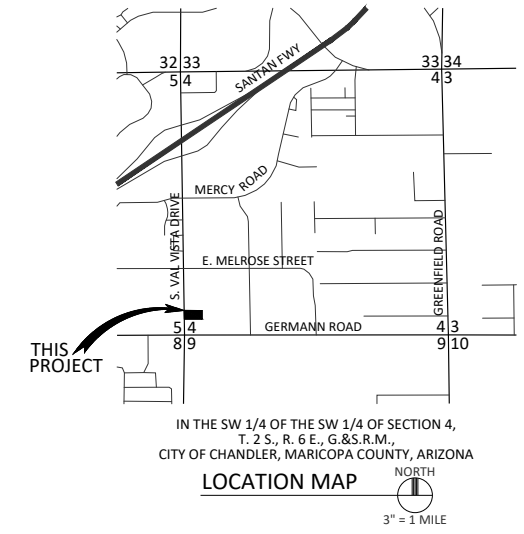 32 33
5 4
33 34
4 3
SANTAN FWY
MERCY ROAD
S. VAL VISTA DRIVE
GREENFIELD ROAD
E. MELROSE STREET
5 4
8 9
GERMANN ROAD
4 3
9 10
THIS
PROJECT
IN THE SW 1/4 OF THE SW 1/4 OF SECTION 4,
T. 2 S., R. 6 E., G.&S.R.M.,
CITY OF CHANDLER, MARICOPA COUNTY, ARIZONA
LOCATION MAP
NORTH
3" = 1 MILE